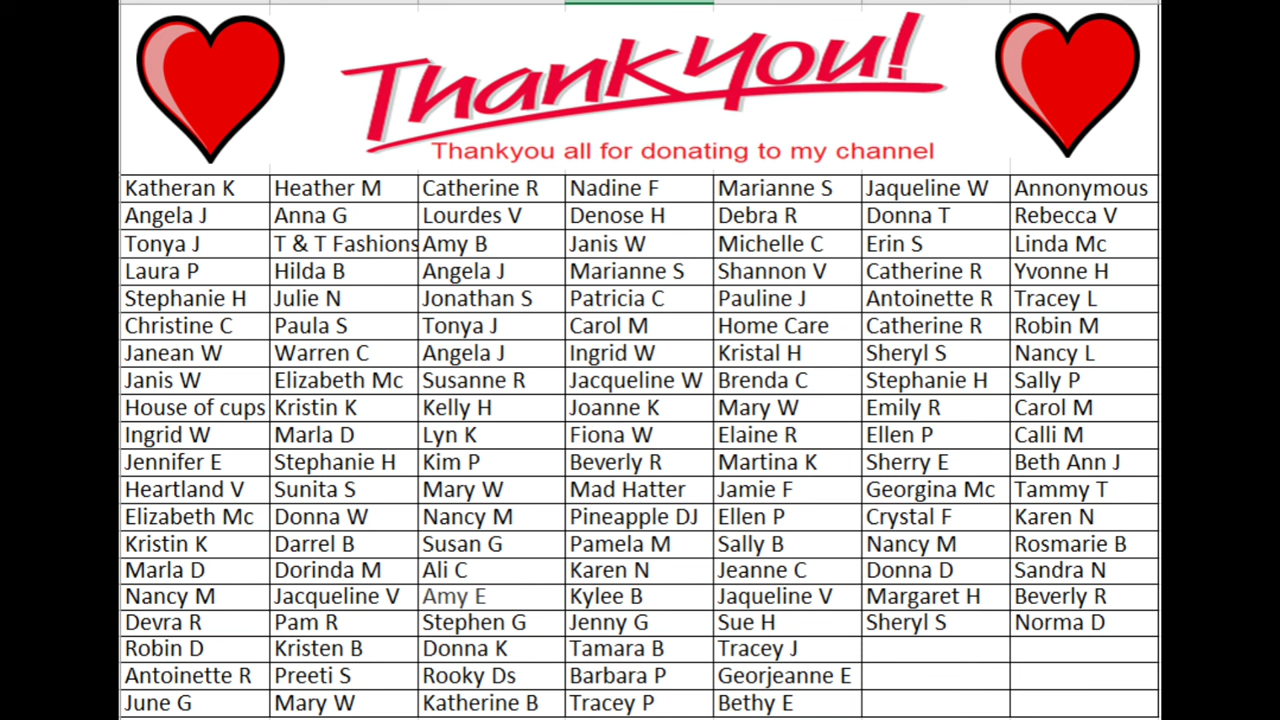 Thank you!
Thankyou all for donating to my channel
Katheran K Heather M Catherine R Nadine F Marianne S Jaqueline W Annonymous
Angela J Anna G Lourdes V Denose H Debra R Donna T Rebecca V
Tonya J T & T Fashions Amy B Janis W Michelle C Erin S Linda Mc
Laura P Hilda B Angela J Marianne S Shannon V Catherine R Yvonne H
Stephanie H Julie N Jonathan S Patricia C Pauline J Antoinette R Tracey L
Christine C Paula S Tonya J Carol M Home Care Catherine R Robin M
Janean W Warren C Angela J Ingrid W Kristal H Sheryl S Nancy L
Janis W Elizabeth Mc Susanne R Jacqueline W Brenda C Stephanie H Sally P
House of cups Kristin K Kelly H Joanne K Mary W Emily R Carol M
Ingrid W Marla D Lyn K Fiona W Elaine R Ellen P Calli M
Jennifer E Stephanie H Kim P Beverly R Martina K Sherry E Beth Ann J
Heartland V Sunita S Mary W Mad Hatter Jamie F Georgina Mc Tammy T
Elizabeth Mc Donna W Nancy M Pineapple DJ Ellen P Crystal F Karen N
Kristin K Darrel B Susan G Pamela M Sally B Nancy M Rosmarie B
Marla D Dorinda M Ali C Karen N Jeanne C Donna D Sandra N
Nancy M Jacqueline V Amy E Kylee B Jaqueline V Margaret H Beverly R
Devra R Pam R Stephen G Jenny G Sue H Sheryl S Norma D
Robin D Kristen B Donna K Tamara B Tracey J
Antoinette R Preeti S Rooky Ds Barbara P Georjeanne E
June G Mary W Katherine B Tracey P Bethy E